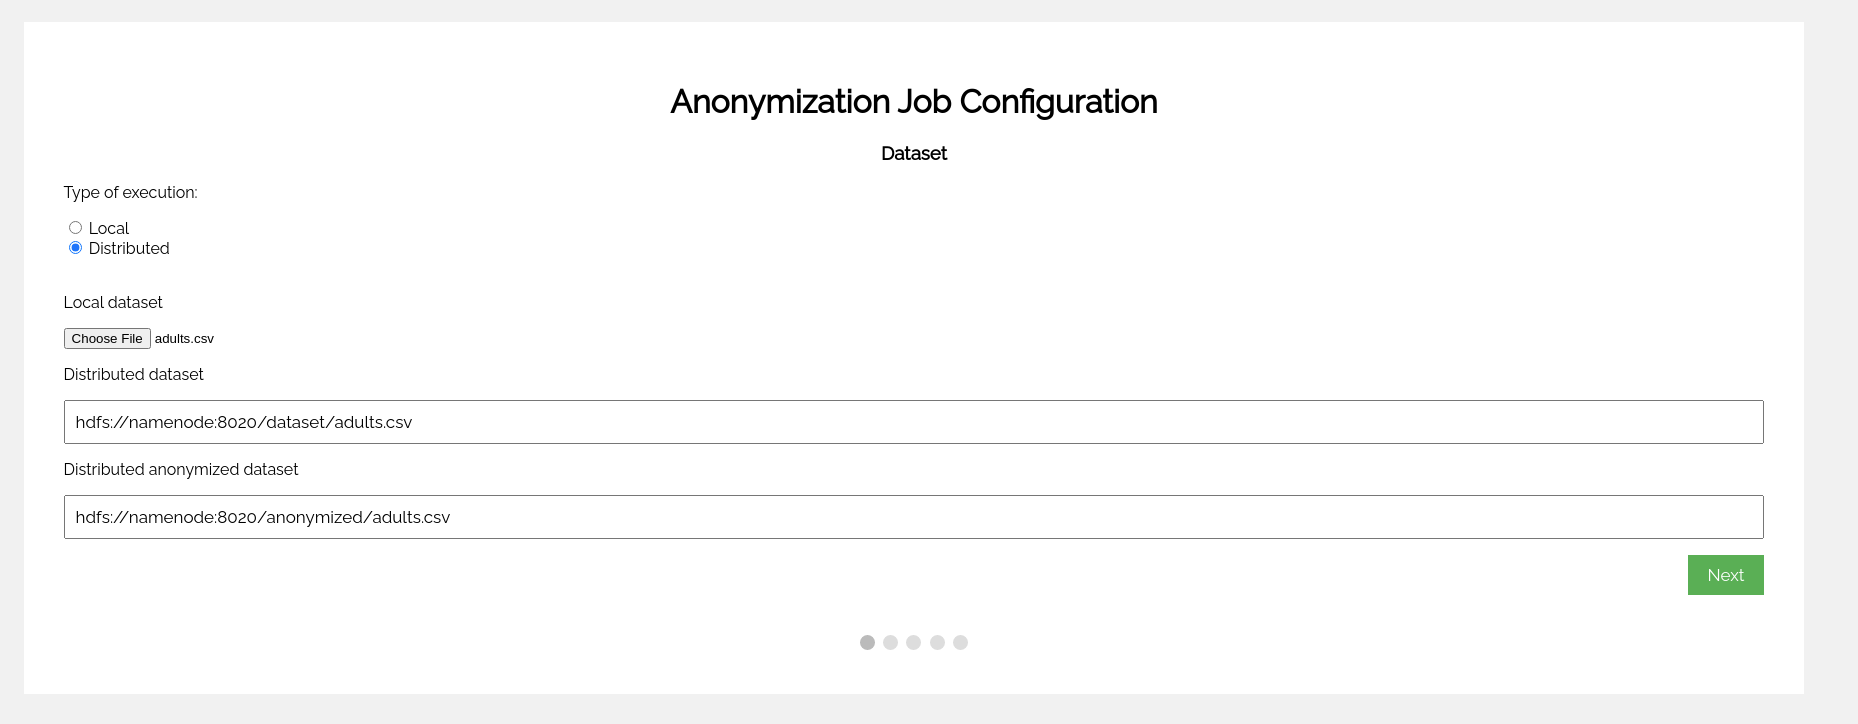 Anonymization Job Configuration
Dataset
Type of execution:
Local
Distributed
Local dataset
Choose File adults.csv
Distributed dataset
hdfs://namenode:8020/dataset/adults.csv
Distributed anonymized dataset
hdfs://namenode:8020/anonymized/adults.csv
Next